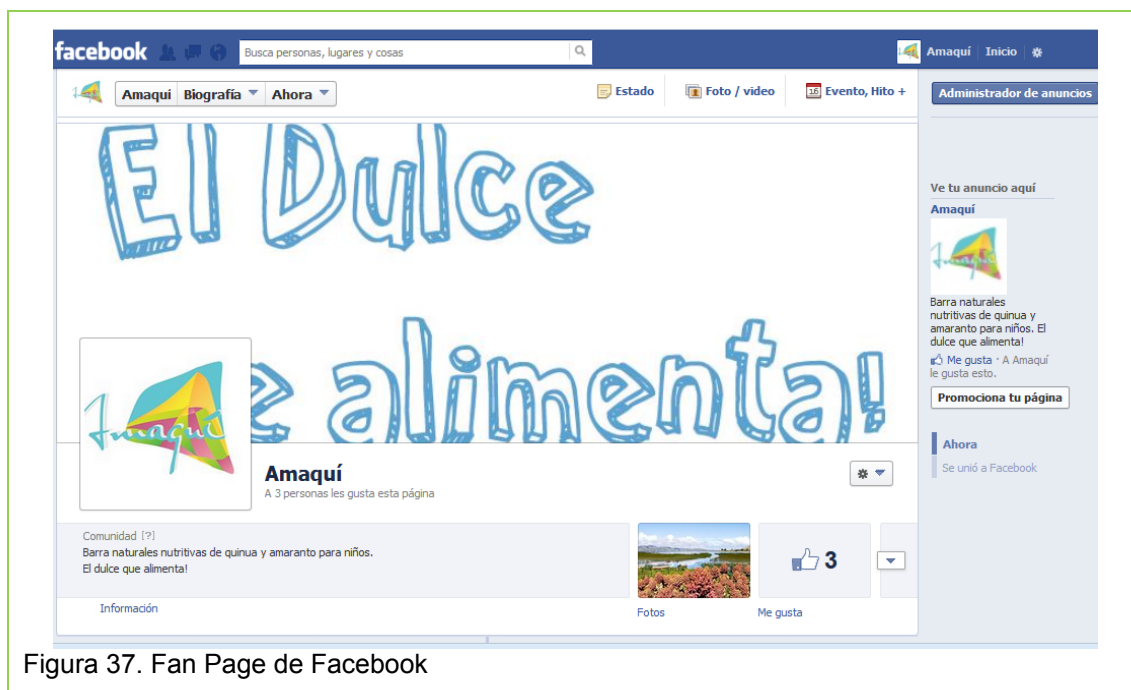 facebook Busca personas, lugares y cosas Amaquí Inicio
Amaquí Biografía Ahora Estado Foto / video 16 Evento, Hito +
Administrador de anuncios
El Dulce
e alimenta!
Amaquí
Amaquí
A 3 personas les gusta esta página
Comunidad [?]
Barra naturales nutritivas de quinua y amaranto para niños.
El dulce que alimenta!
Información
3
Fotos Me gusta
Ve tu anuncio aquí
Amaquí
Amaquí
Barra naturales
nutritivas de quinua y
amaranto para niños. El
dulce que alimenta!
Me gusta · A Amaquí
le gusta esto.
Promociona tu página
Ahora
Se unió a Facebook
Figura 37. Fan Page de Facebook